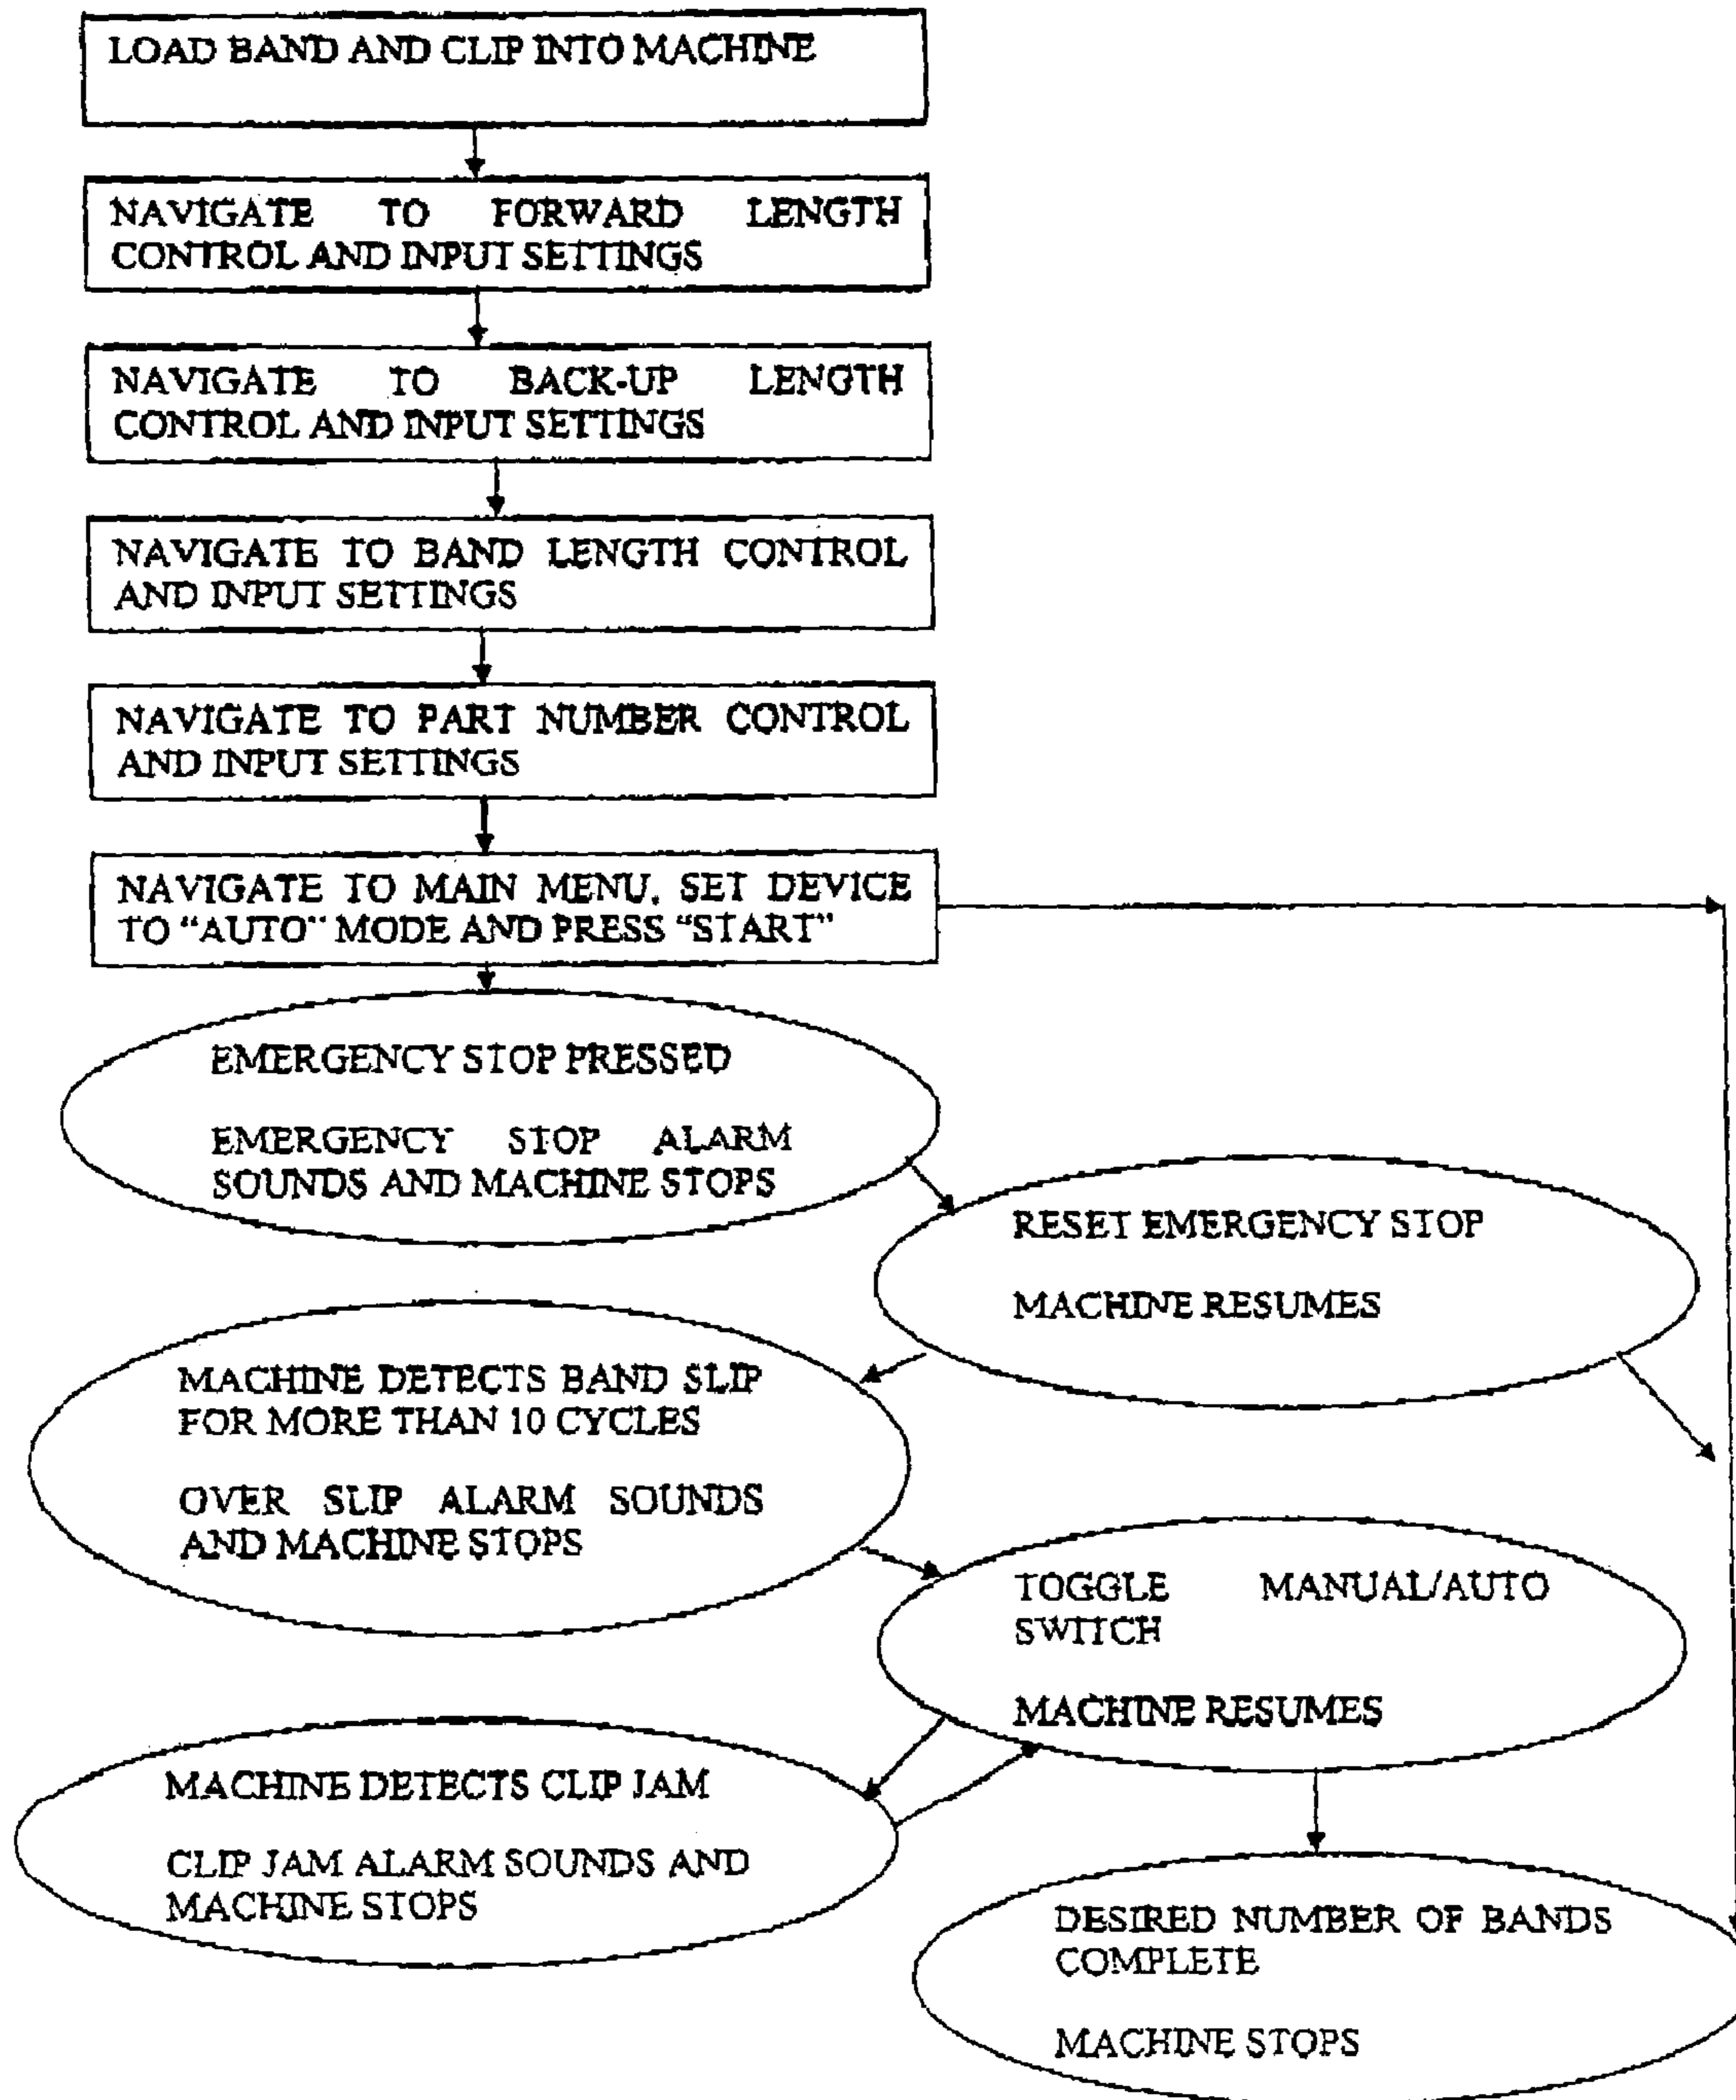 LOAD BAND AND CLIP INTO MACHINE
NAVIGATE TO FORWARD LENGTH
CONTROL AND INPUT SETTINGS
NAVIGATE TO BACK-UP LENGTH
CONTROL AND INPUT SETTINGS
NAVIGATE TO BAND LENGTH CONTROL
AND INPUT SETTINGS
NAVIGATE TO PART NUMBER CONTROL
AND INPUT SETTINGS
NAVIGATE TO MAIN MENU, SET DEVICE
TO "AUTO" MODE AND PRESS "START"
EMERGENCY STOP PRESSED
EMERGENCY STOP ALARM
SOUNDS AND MACHINE STOPS
RESET EMERGENCY STOP
MACHINE RESUMES
MACHINE DETECTS BAND SLIP
FOR MORE THAN 10 CYCLES
OVER SLIP ALARM SOUNDS
AND MACHINE STOPS
TOGGLE MANUAL/AUTO
SWITCH
MACHINE RESUMES
MACHINE DETECTS CLIP JAM
CLIP JAM ALARM SOUNDS AND
MACHINE STOPS
DESIRED NUMBER OF BANDS
COMPLETE
MACHINE STOPS